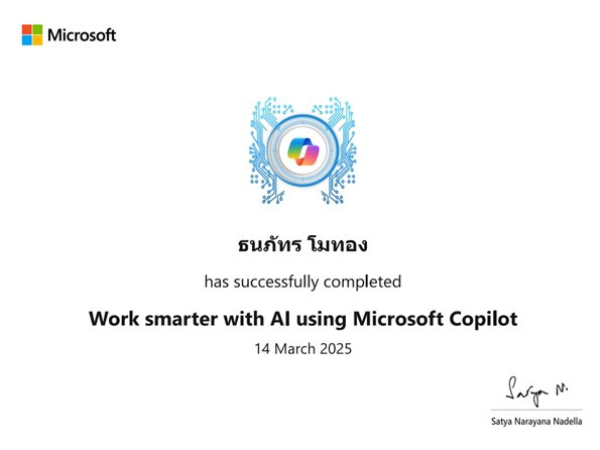 Microsoft
ธนภัทร โมทอง
has successfully completed
Work smarter with AI using Microsoft Copilot
14 March 2025
Satya N.
Satya Narayana Nadella